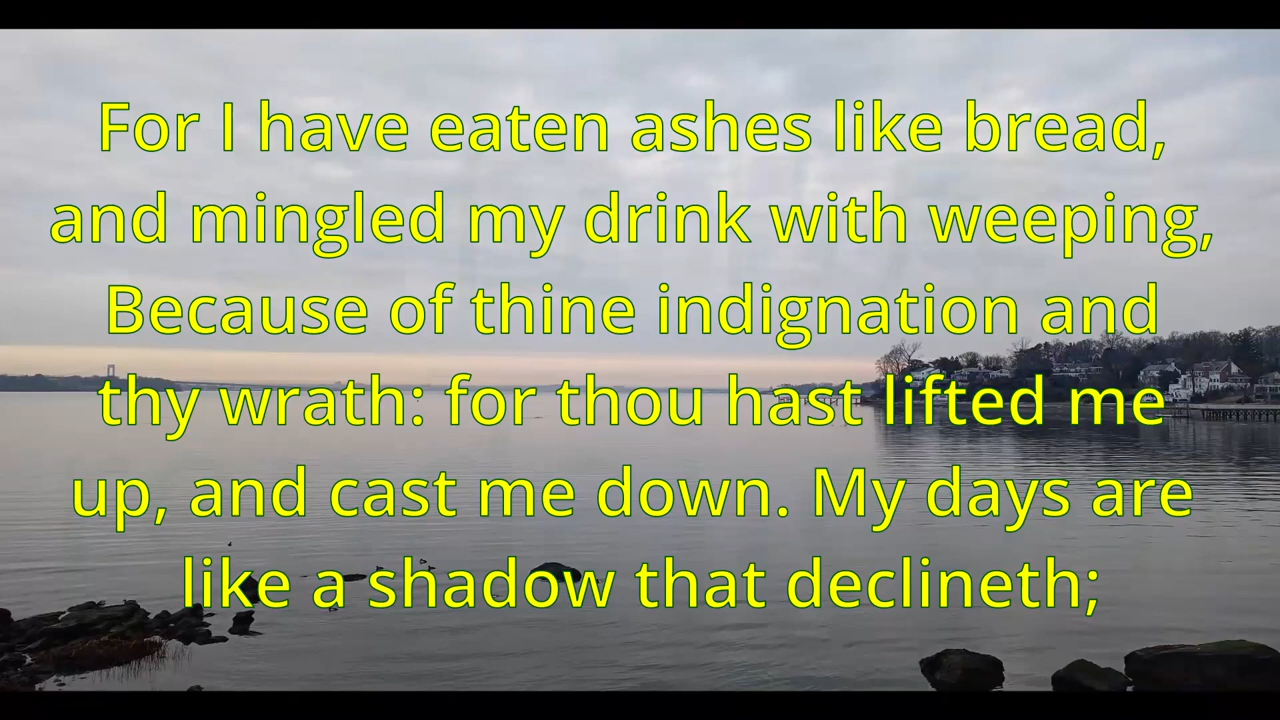 For I have eaten ashes like bread,
and mingled my drink with weeping,
Because of thine indignation and
thy wrath: for thou hast lifted me
up, and cast me down. My days are
like a shadow that declineth;